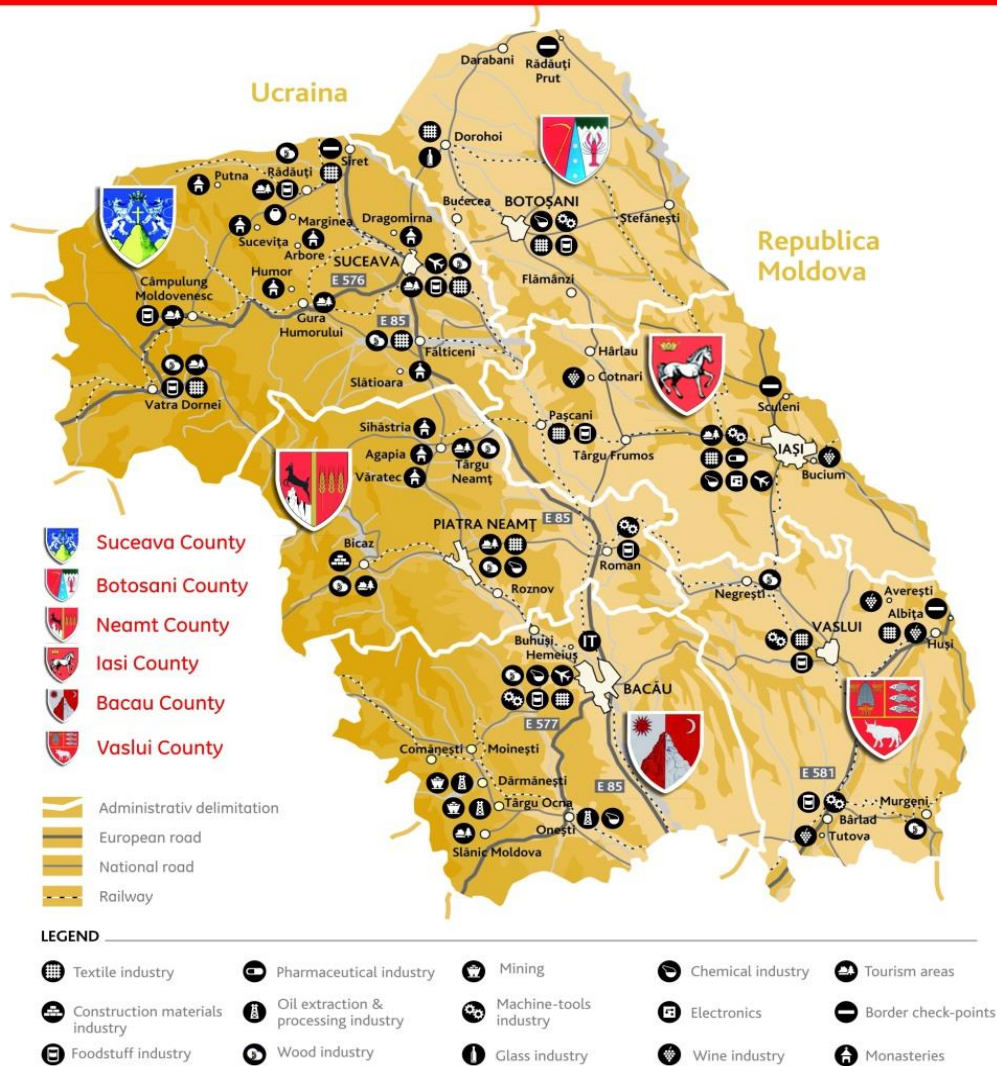 Ucraina
Republica
Moldova
Darabani
Rădăuți
Prut
Dorohoi
Siret
Putna
Rădăuți
BOTOȘANI
Bucecea
Ștefănești
Marginea
Dragomirna
Sucevița
Arbore
SUCEAVA
Flămânzi
Humor
E 576
Câmpulung
Moldovenesc
Gura
Humorului
E 85
Fălticeni
Hârlau
Cotnari
Slătioara
Vatra Dornei
Sculeni
Pașcani
Sihăstria
Târgu Frumos
IAȘI
Bucium
Agapia
Târgu
Neamț
Văratec
PIATRA NEAMȚ
E 85
Bicaz
Roman
Roznov
Negrești
Averești
Albița
VASLUI
Huși
Buhuși
Hemeiuș
IT
BACĂU
E 577
Comănești
Moinești
Dărmănești
E 85
E 581
Târgu Ocna
Murgeni
Onești
Bârlad
Tutova
Slănic Moldova
Suceava County
Botosani County
Neamt County
Iasi County
Bacau County
Vaslui County
Administrativ delimitation
European road
National road
Railway
LEGEND
Textile industry
Pharmaceutical industry
Mining
Chemical industry
Tourism areas
Construction materials
industry
Oil extraction &
processing industry
Machine-tools
industry
Electronics
Border check-points
Foodstuff industry
Wood industry
Glass industry
Wine industry
Monasteries